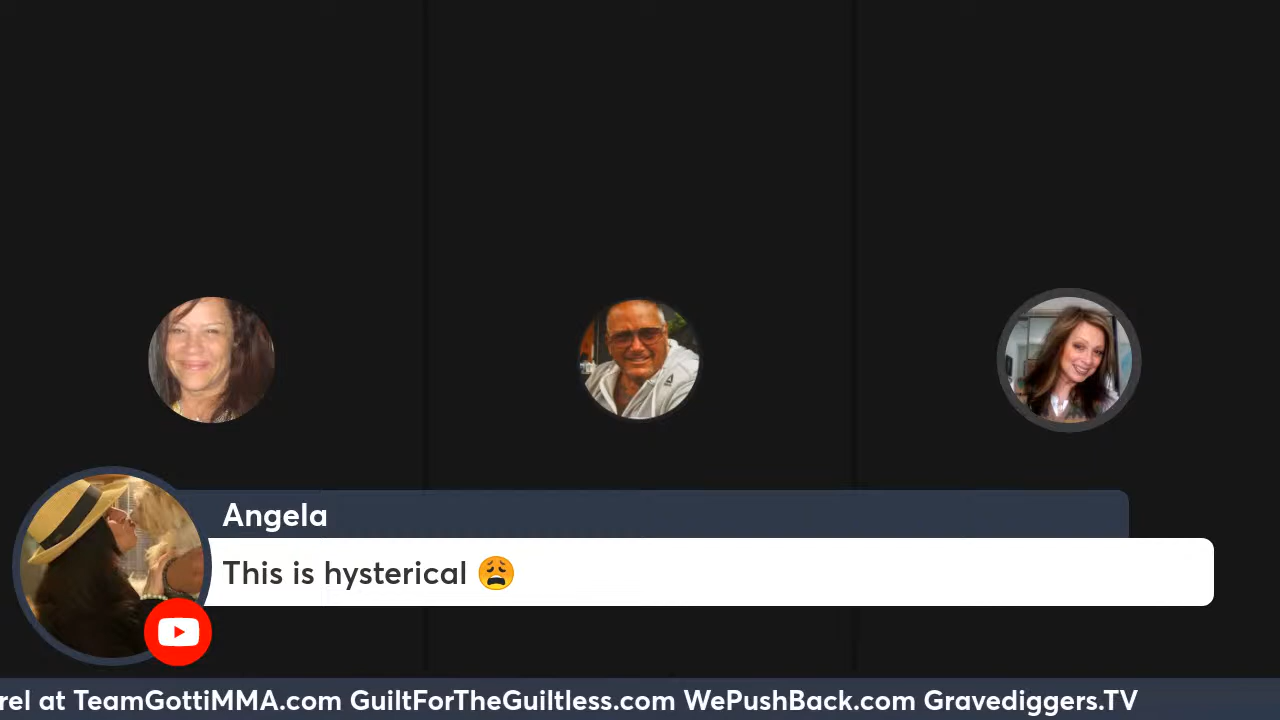 Angela
This is hysterical 😩
rel at TeamGottiMMA.com GuiltForTheGuiltless.com WePushBack.com Gravediggers.TV